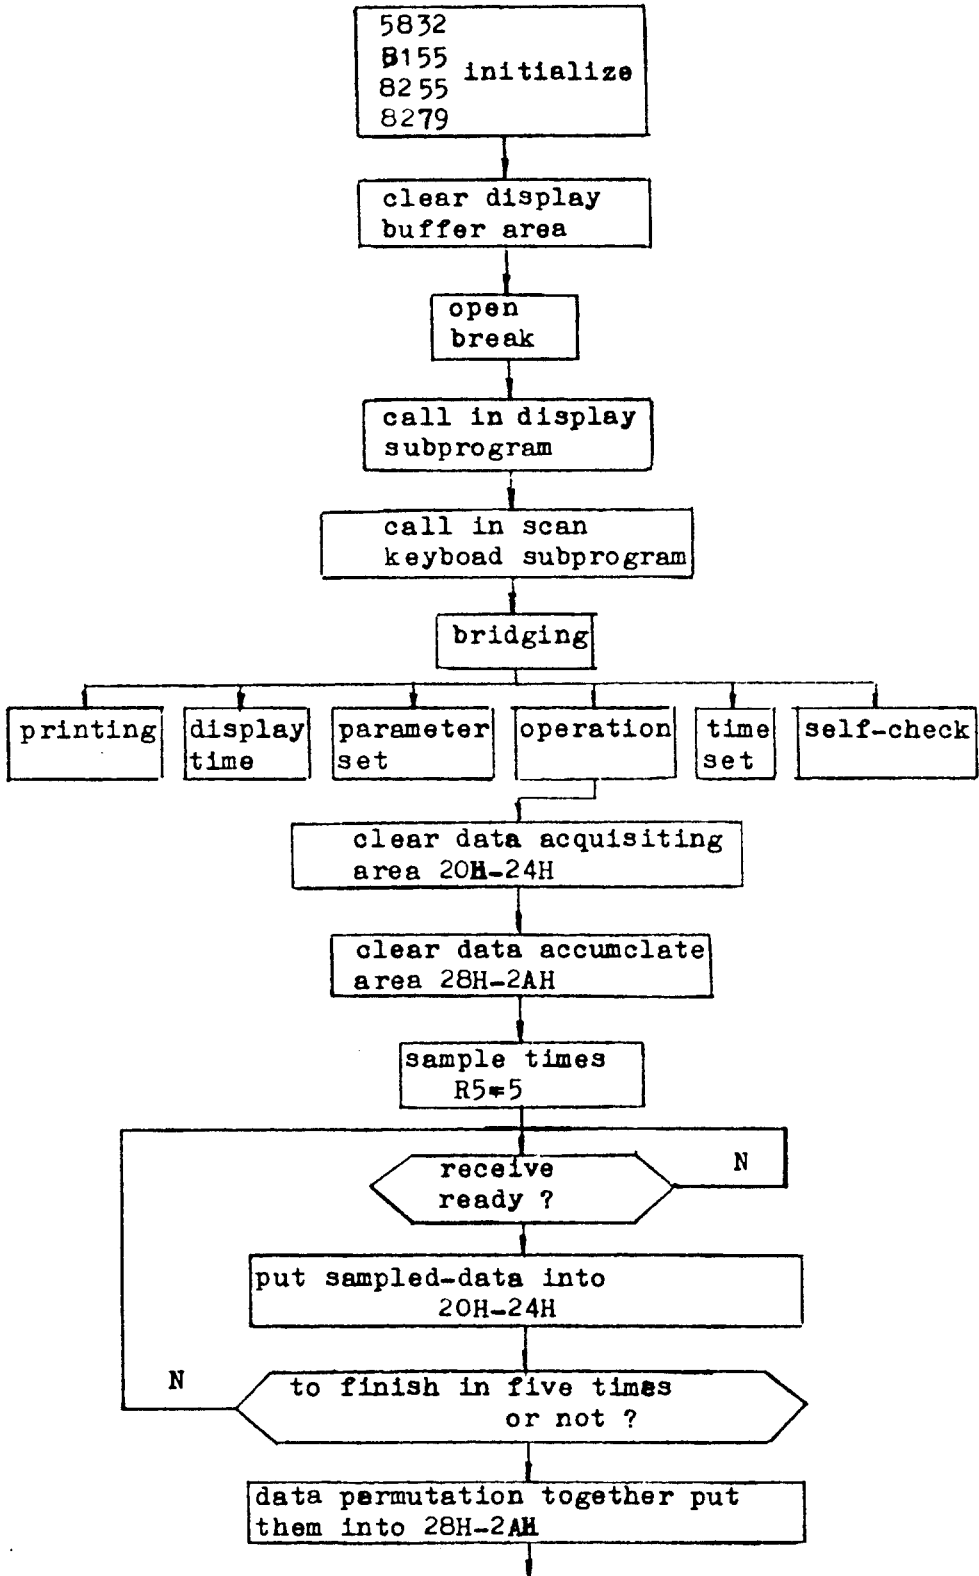 5832
8155
initialize
8255
8279
clear display
buffer area
open
break
call in display
subprogram
call in scan
keyboad subprogram
bridging
printing
display
time
parameter
set
operation
time
set
self-check
clear data acquisiting
area 20H-24H
clear data accumclate
area 28H-2AH
sample times
R5=5
receive
ready ?
N
put sampled-data into
20H-24H
N
to finish in five times
or not ?
data permutation together put
them into 28H-2AH